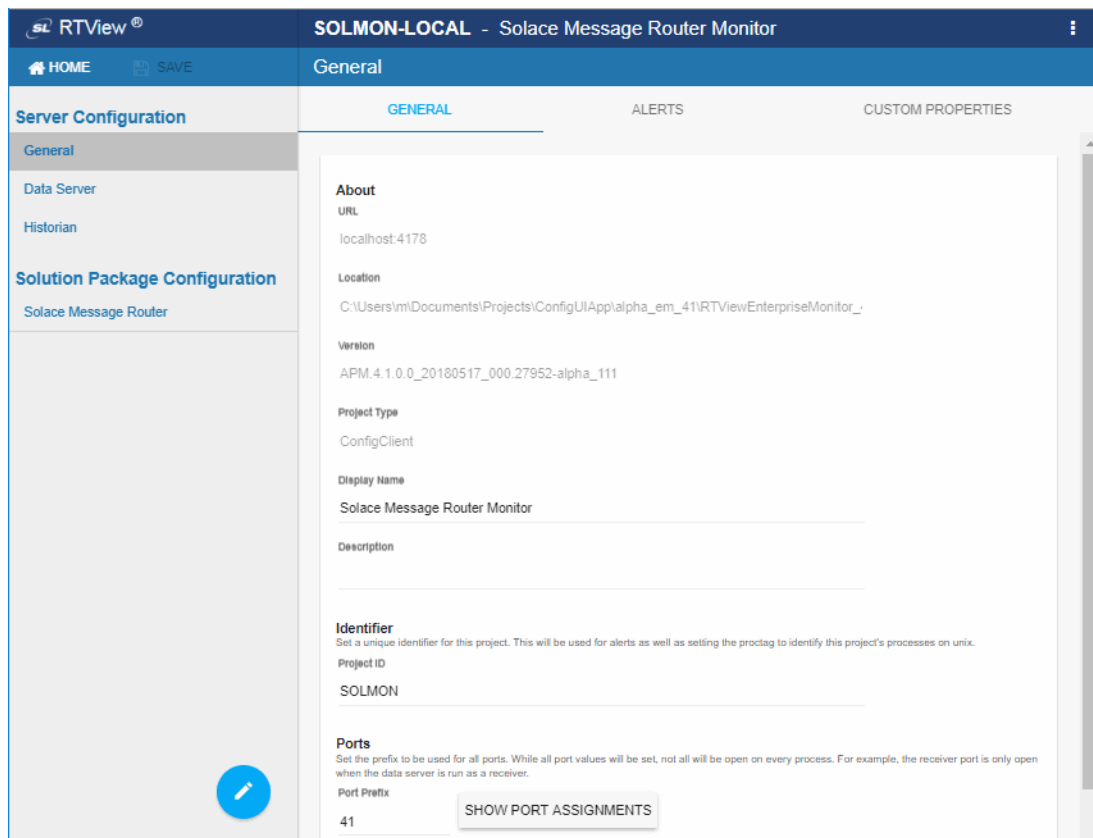 SL RTView ®
SOLMON-LOCAL - Solace Message Router Monitor
HOME
SAVE
General
Server Configuration
General
Data Server
Historian
Solution Package Configuration
Solace Message Router
GENERAL
ALERTS
CUSTOM PROPERTIES
About
URL
localhost:4178
Location
C:\Users\m\Documents\Projects\ConfigUIApp\alpha_em_41\RTViewEnterpriseMonitor_
Version
APM.4.1.0.0_20180517_000.27952-alpha_111
Project Type
ConfigClient
Display Name
Solace Message Router Monitor
Description
Identifier
Set a unique identifier for this project. This will be used for alerts as well as setting the proctag to identify this project's processes on unix.
Project ID
SOLMON
Ports
Set the prefix to be used for all ports. While all port values will be set, not all will be open on every process. For example, the receiver port is only open
when the data server is run as a receiver.
Port Prefix
41
SHOW PORT ASSIGNMENTS